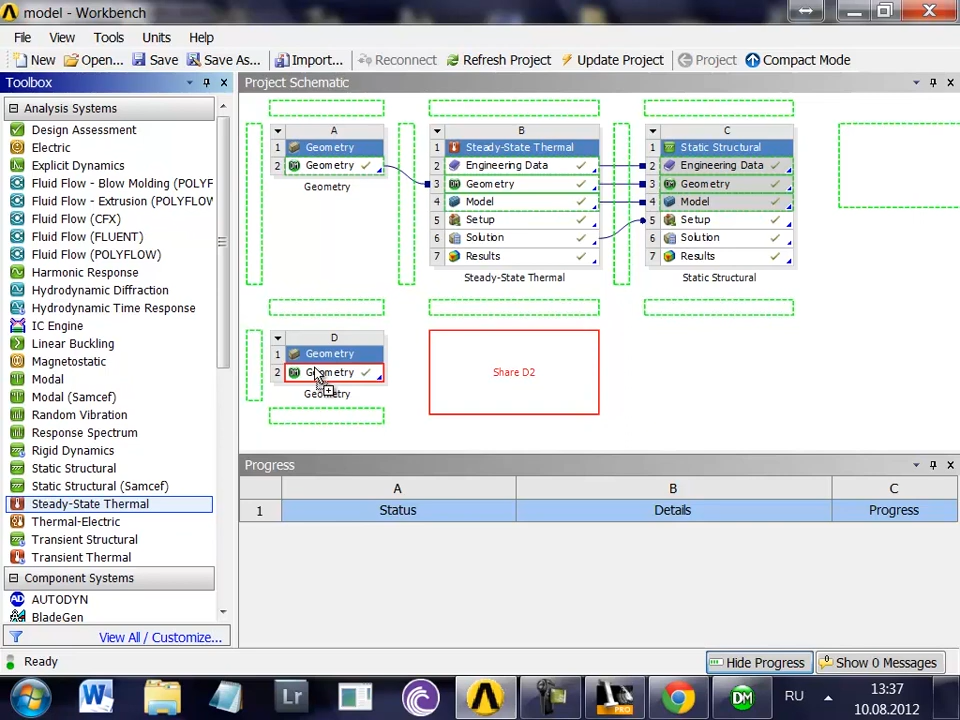 model - Workbench
File View Tools Units Help
New Open... Save Save As... Import... Reconnect Refresh Project Update Project Project Compact Mode
Toolbox
Analysis Systems
Design Assessment
Electric
Explicit Dynamics
Fluid Flow - Blow Molding (POLYF
Fluid Flow - Extrusion (POLYFLOW
Fluid Flow (CFX)
Fluid Flow (FLUENT)
Fluid Flow (POLYFLOW)
Harmonic Response
Hydrodynamic Diffraction
Hydrodynamic Time Response
IC Engine
Linear Buckling
Magnetostatic
Modal
Modal (Samcef)
Random Vibration
Response Spectrum
Rigid Dynamics
Static Structural
Static Structural (Samcef)
Steady-State Thermal
Thermal-Electric
Transient Structural
Transient Thermal
Component Systems
AUTODYN
BladeGen
View All / Customize...
Project Schematic
A
1 Geometry
2 Geometry
Geometry
B
1 Steady-State Thermal
2 Engineering Data
3 Geometry
4 Model
5 Setup
6 Solution
7 Results
Steady-State Thermal
C
1 Static Structural
2 Engineering Data
3 Geometry
4 Model
5 Setup
6 Solution
7 Results
Static Structural
D
1 Geometry
2 Geometry
Geometry
Share D2
Progress
A B C
1 Status Details Progress
Ready
Hide Progress
0 Show 0 Messages
W Lr PRO DM RU
13:37
10.08.2012